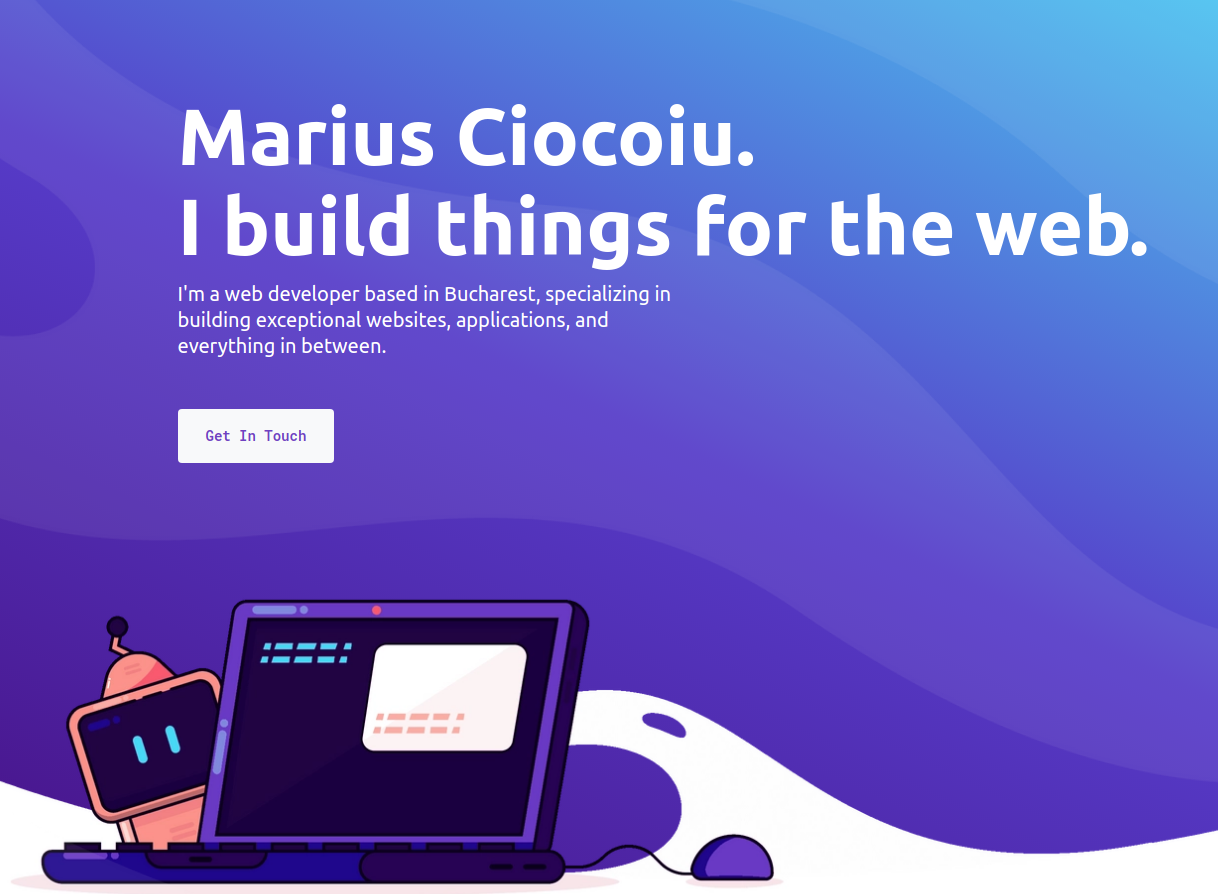 Marius Ciocoiu.
I build things for the web.
I'm a web developer based in Bucharest, specializing in
building exceptional websites, applications, and
everything in between.
Get In Touch